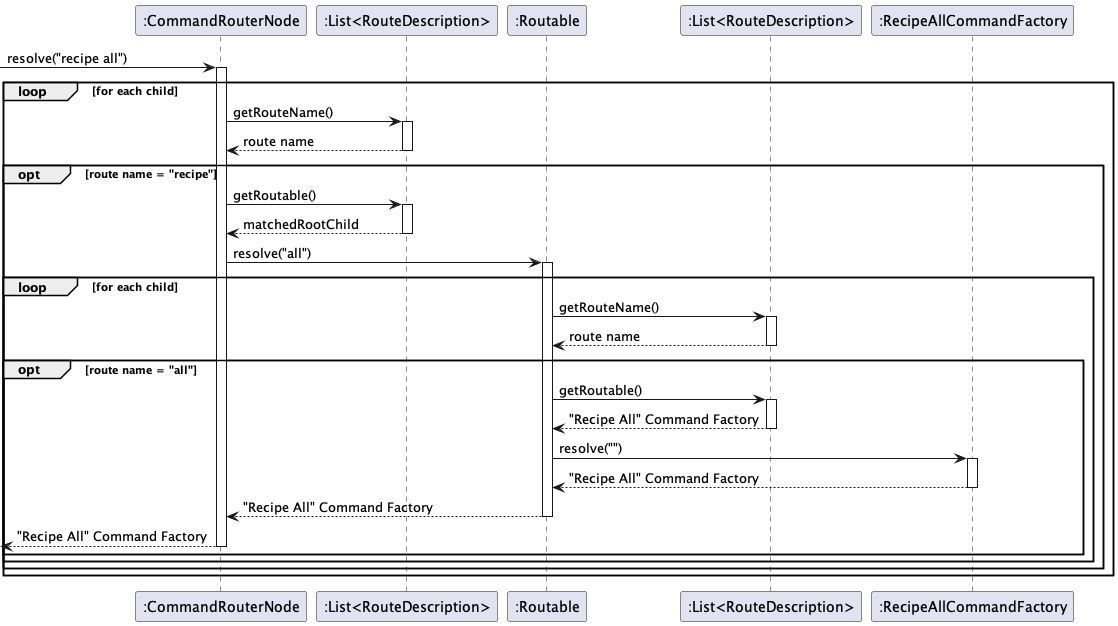 :CommandRouterNode :List<RouteDescription> :Routable :List<RouteDescription> :RecipeAllCommandFactory
resolve("recipe all")
loop [for each child]
getRouteName()
route name
opt [route name = "recipe"]
getRoutable()
matchedRootChild
resolve("all")
loop [for each child]
getRouteName()
route name
opt [route name = "all"]
getRoutable()
"Recipe All" Command Factory
resolve("")
"Recipe All" Command Factory
"Recipe All" Command Factory
"Recipe All" Command Factory
:CommandRouterNode :List<RouteDescription> :Routable :List<RouteDescription> :RecipeAllCommandFactory